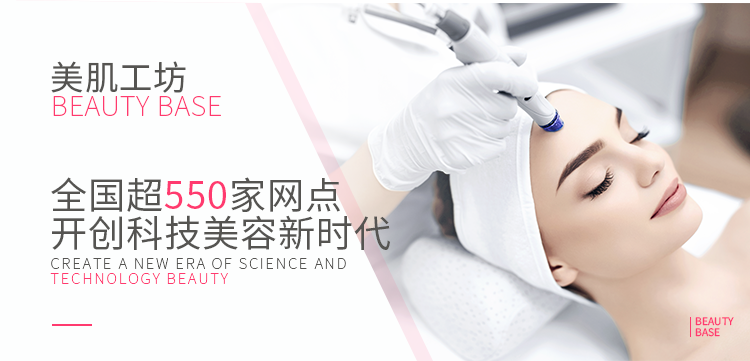 美肌工坊
BEAUTY BASE
全国超550家网点
开创科技美容新时代
CREATE A NEW ERA OF SCIENCE AND
TECHNOLOGY BEAUTY
BEAUTY
BASE